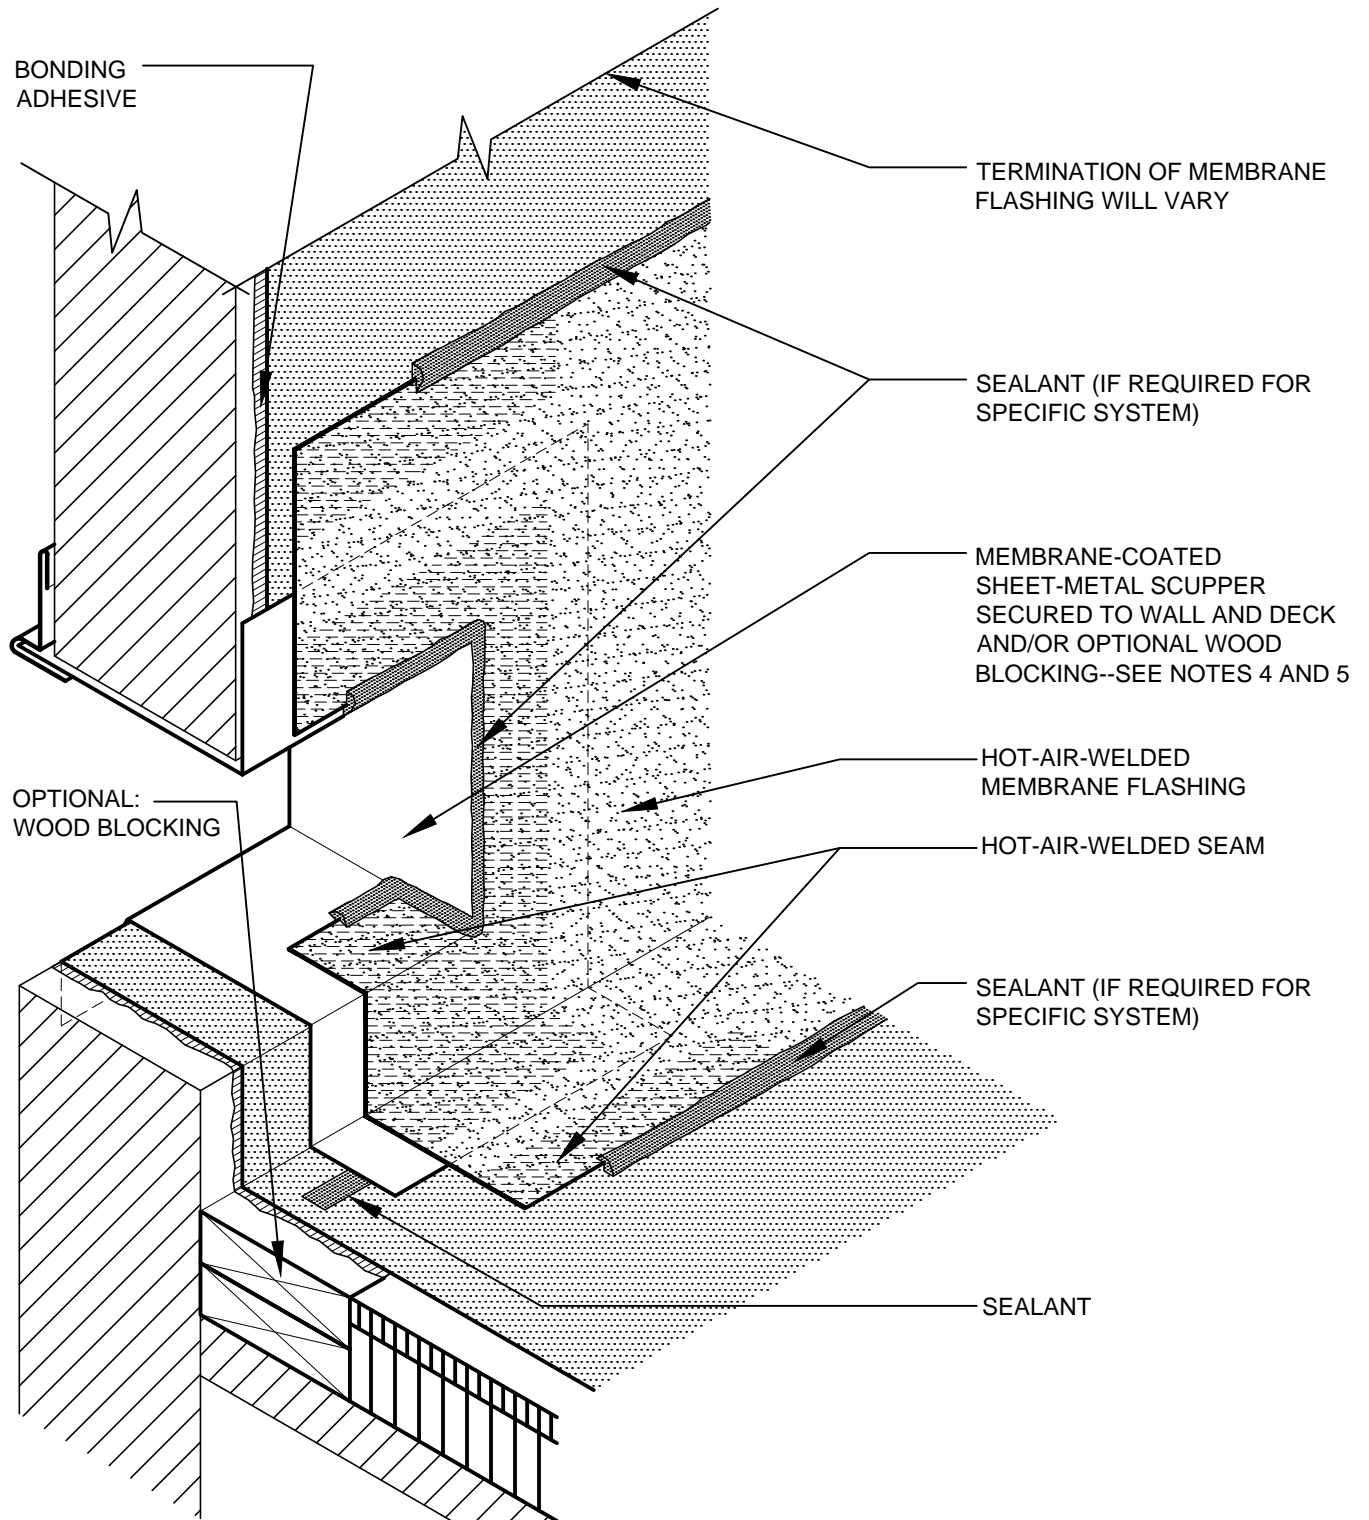 BONDING
ADHESIVE
TERMINATION OF MEMBRANE
FLASHING WILL VARY
SEALANT (IF REQUIRED FOR
SPECIFIC SYSTEM)
MEMBRANE-COATED
SHEET-METAL SCUPPER
SECURED TO WALL AND DECK
AND/OR OPTIONAL WOOD
BLOCKING--SEE NOTES 4 AND 5
HOT-AIR-WELDED
MEMBRANE FLASHING
OPTIONAL:
WOOD BLOCKING
HOT-AIR-WELDED SEAM
SEALANT (IF REQUIRED FOR
SPECIFIC SYSTEM)
SEALANT